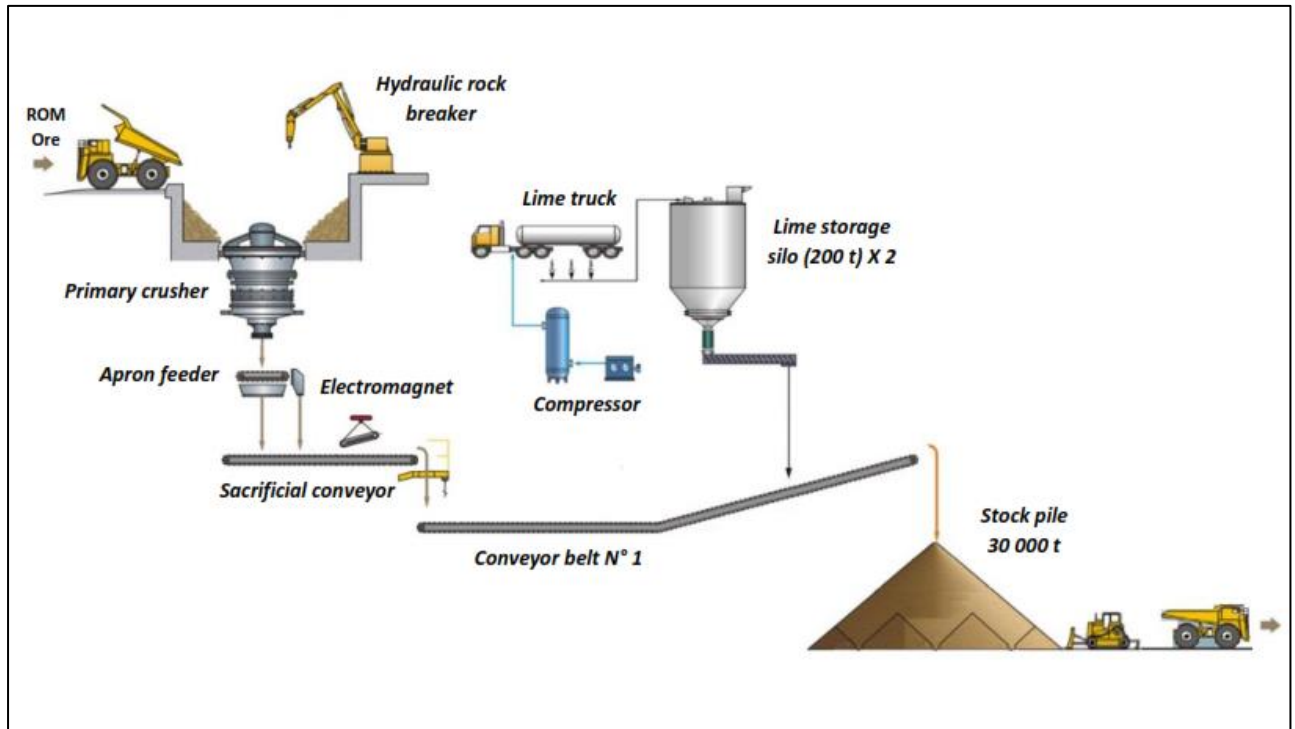 Hydraulic rock
breaker
ROM
Ore
Lime truck
Lime storage
silo (200 t) X 2
Primary crusher
Apron feeder
Electromagnet
Compressor
Sacrificial conveyor
Stock pile
30 000 t
Conveyor belt N° 1